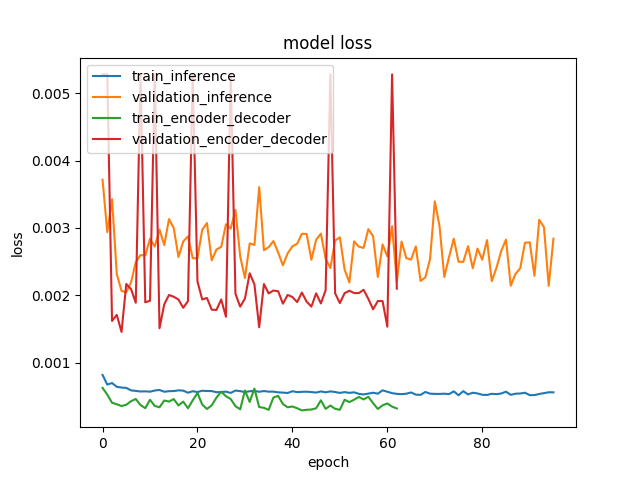 model loss
train_inference
validation_inference
train_encoder_decoder
validation_encoder_decoder
0.005
0.004
0.003
0.002
0.001
loss
0 20 40 60 80
epoch